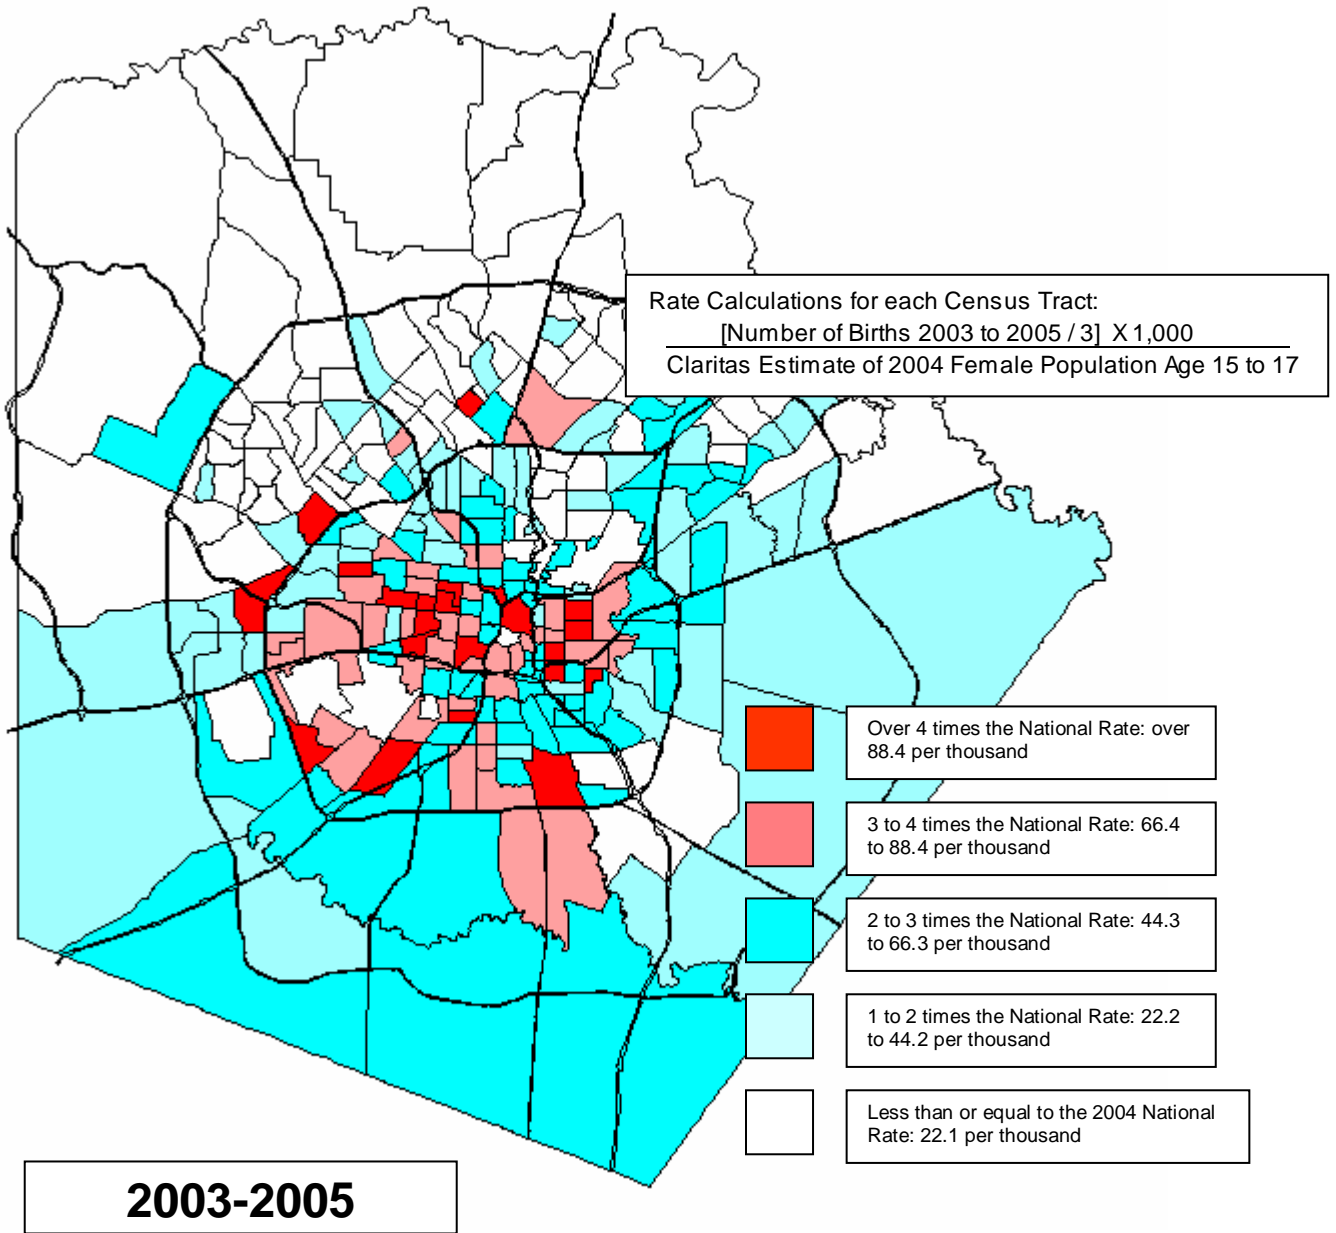 Rate Calculations for each Census Tract:
[Number of Births 2003 to 2005 / 3] X 1,000
Claritas Estimate of 2004 Female Population Age 15 to 17
Over 4 times the National Rate: over
88.4 per thousand
3 to 4 times the National Rate: 66.4
to 88.4 per thousand
2 to 3 times the National Rate: 44.3
to 66.3 per thousand
1 to 2 times the National Rate: 22.2
to 44.2 per thousand
Less than or equal to the 2004 National
Rate: 22.1 per thousand
2003-2005